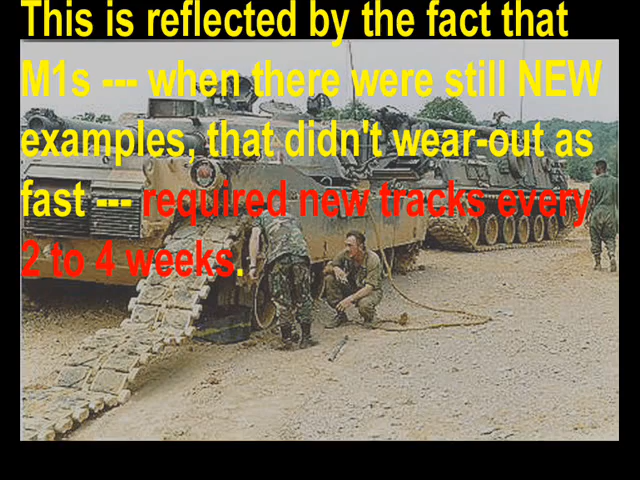 This is reflected by the fact that
M1s --- when there were still NEW
examples, that didn't wear-out as
fast --- required new tracks every
2 to 4 weeks.